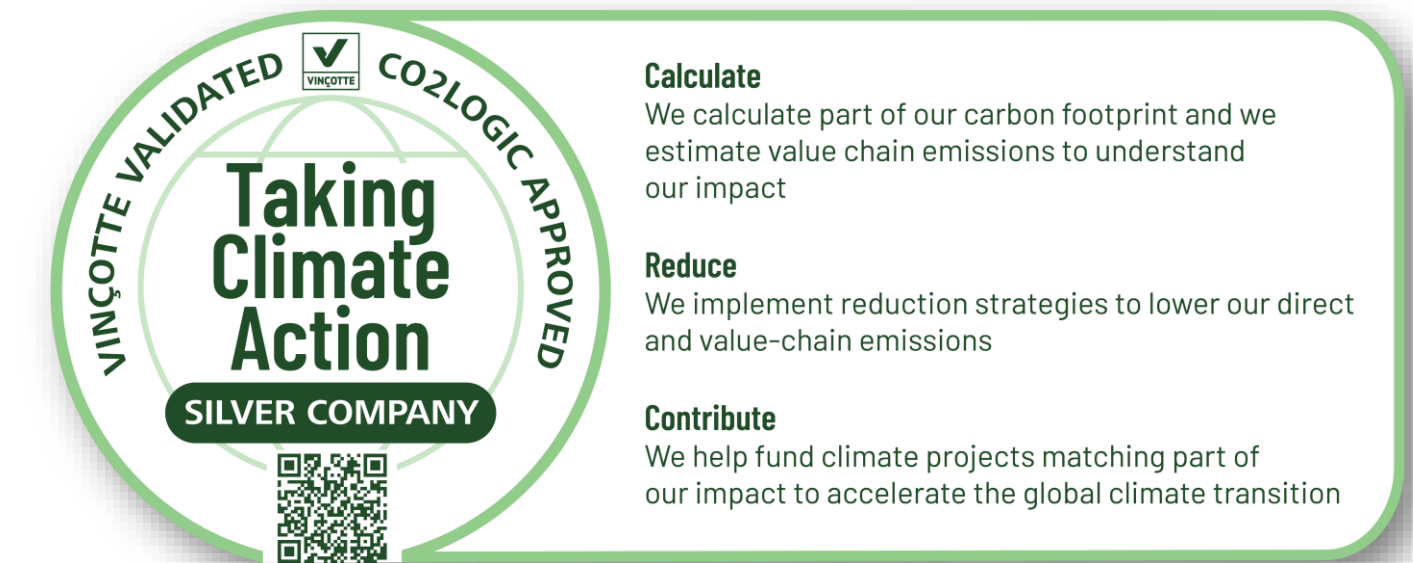 VINÇOTTE VALIDATED
VINÇOTTE
CO2LOGIC APPROVED
Taking
Climate
Action
SILVER COMPANY
Calculate
We calculate part of our carbon footprint and we
estimate value chain emissions to understand
our impact
Reduce
We implement reduction strategies to lower our direct
and value-chain emissions
Contribute
We help fund climate projects matching part of
our impact to accelerate the global climate transition